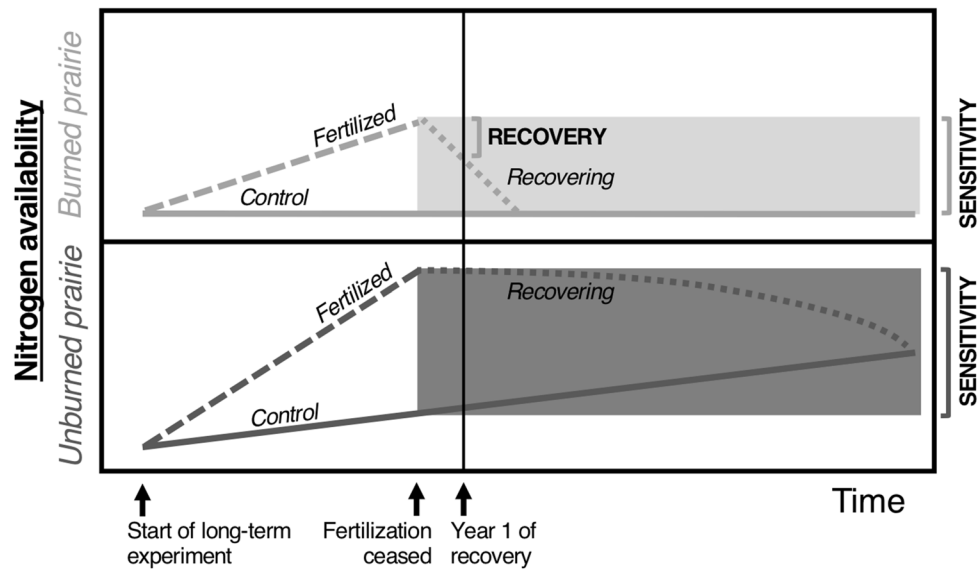 Nitrogen availability
Burned prairie
Unburned prairie
Fertilized
Control
RECOVERY
Recovering
SENSITIVITY
Fertilized
Control
Recovering
SENSITIVITY
Time
Start of long-term
experiment
Fertilization
ceased
Year 1 of
recovery